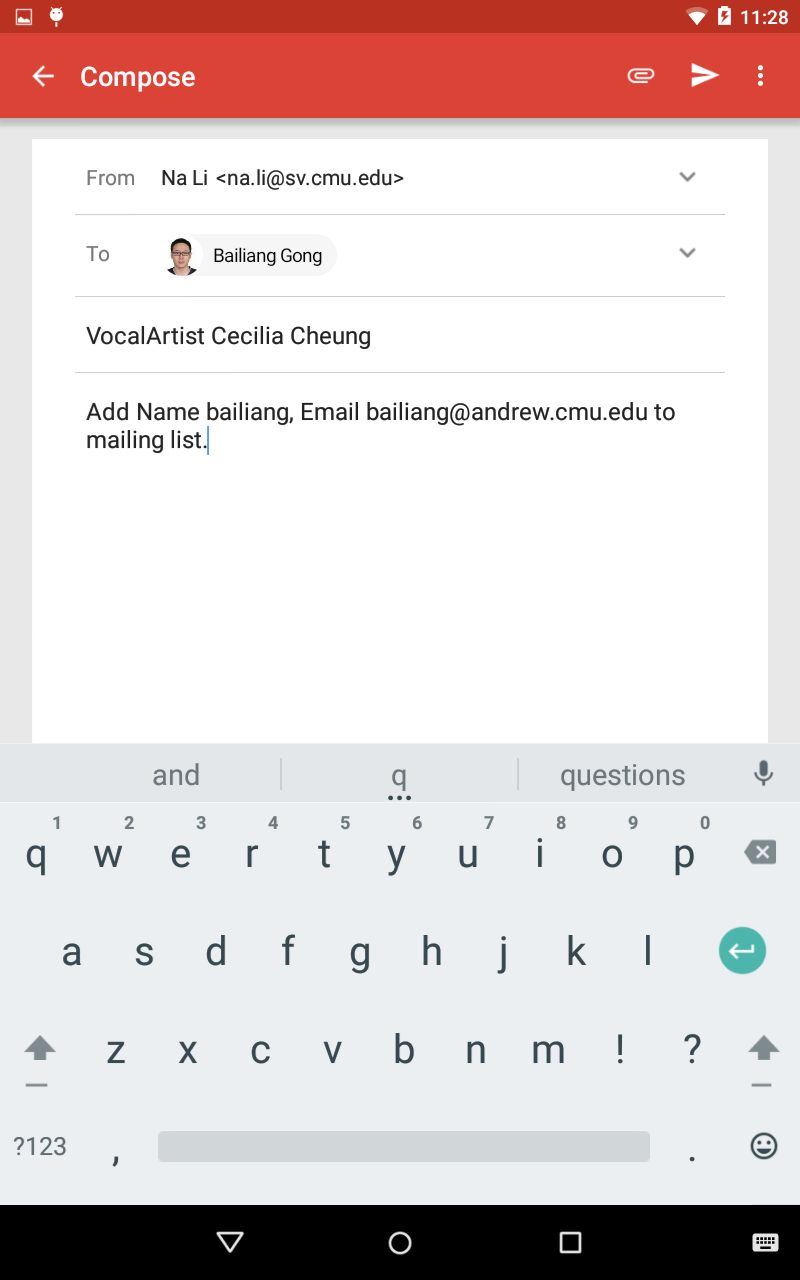 11:28
Compose
From Na Li <na.li@sv.cmu.edu>
To Bailiang Gong
VocalArtist Cecilia Cheung
Add Name bailiang, Email bailiang@andrew.cmu.edu to
mailing list.
and q questions
1 2 3 4 5 6 7 8 9 0
q w e r t y u i o p
a s d f g h j k l
z x c v b n m ! ?
?123 , .